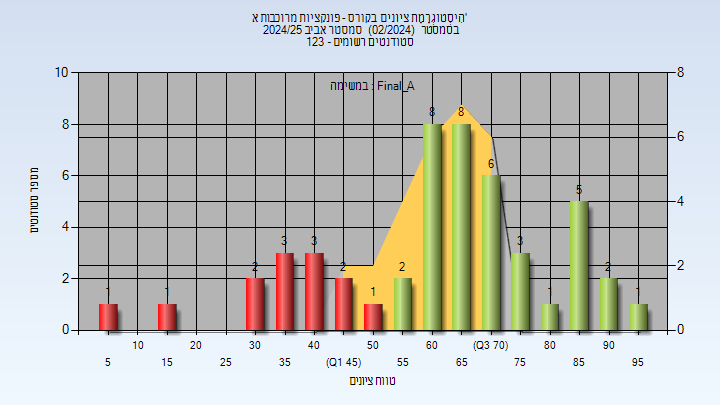 היסטוגרמת ציונים בקורס - פונקציות מרוכבות א'
בסמסטר (02/2024) סמסטר אביב 2024/25
סטודנטים רשומים - 123
במשימה : Final_A
מספר סטודנטים
10
8
6
4
2
0
8
6
4
2
0
1 1 2 3 3 2 1 2 8 8 6 3 1 5 2 1
10 20 30 40 50 60 (Q3 70) 80 90
5 15 25 35 (Q1 45) 55 65 75 85 95
טווח ציונים